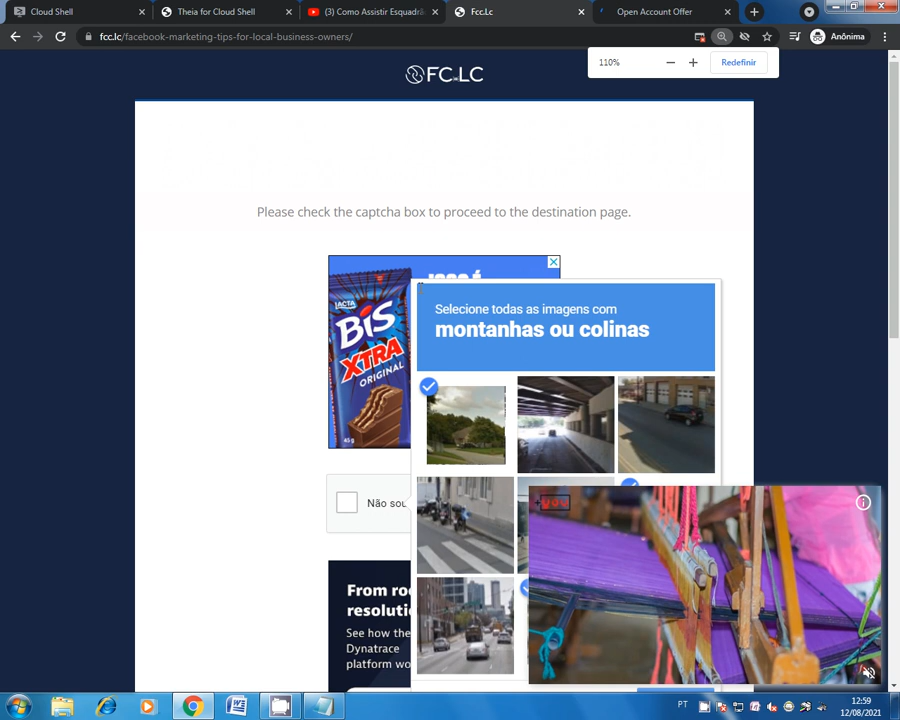 Cloud Shell
Theia for Cloud Shell
(3) Como Assistir Esquadrã
Fcc.Lc
Open Account Offer
fcc.lc/facebook-marketing-tips-for-local-business-owners/
Anônima
110%
Redefinir
FC.LC
Please check the captcha box to proceed to the destination page.
LACTA
BIS
XTRA
ORIGINAL
45 g
Selecione todas as imagens com
montanhas ou colinas
Não sou
From ro
resoluti
See how the
Dynatrace
platform wo
PT
12:59
12/08/2021